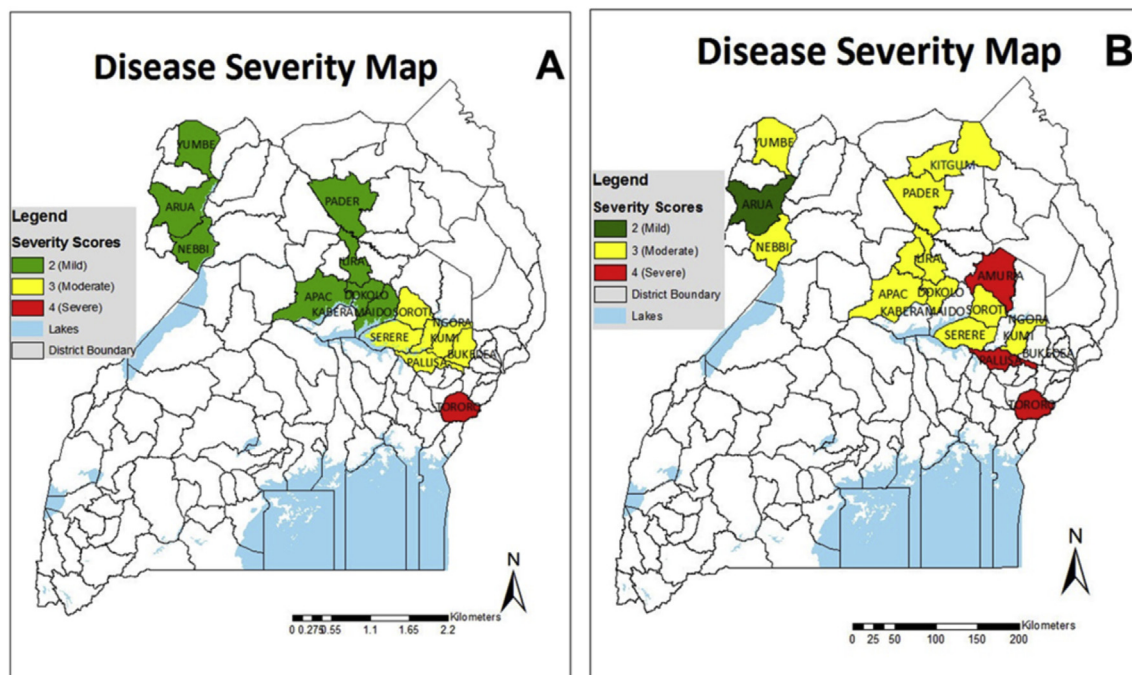 Disease Severity Map
A
YUMBE
ARUA
NEBBI
PADER
LIRA
APAC
DOKOLO
KABERAMAIDO
SOROTI
SERERE
NGORA
KUMI
PALLISA
BUKEDEA
TORORO
Legend
Severity Scores
2 (Mild)
3 (Moderate)
4 (Severe)
Lakes
District Boundary
N
Kilometers
0 0.275 0.55 1.1 1.65 2.2
Disease Severity Map
B
YUMBE
KITGUM
PADER
ARUA
NEBBI
LIRA
AMURIA
APAC
DOKOLO
KABERAMAIDO
SOROTI
NGORA
SERERE
KUMI
PALLISA
BUKEDEA
TORORO
Legend
Severity Scores
2 (Mild)
3 (Moderate)
4 (Severe)
District Boundary
Lakes
N
Kilometers
0 25 50 100 150 200